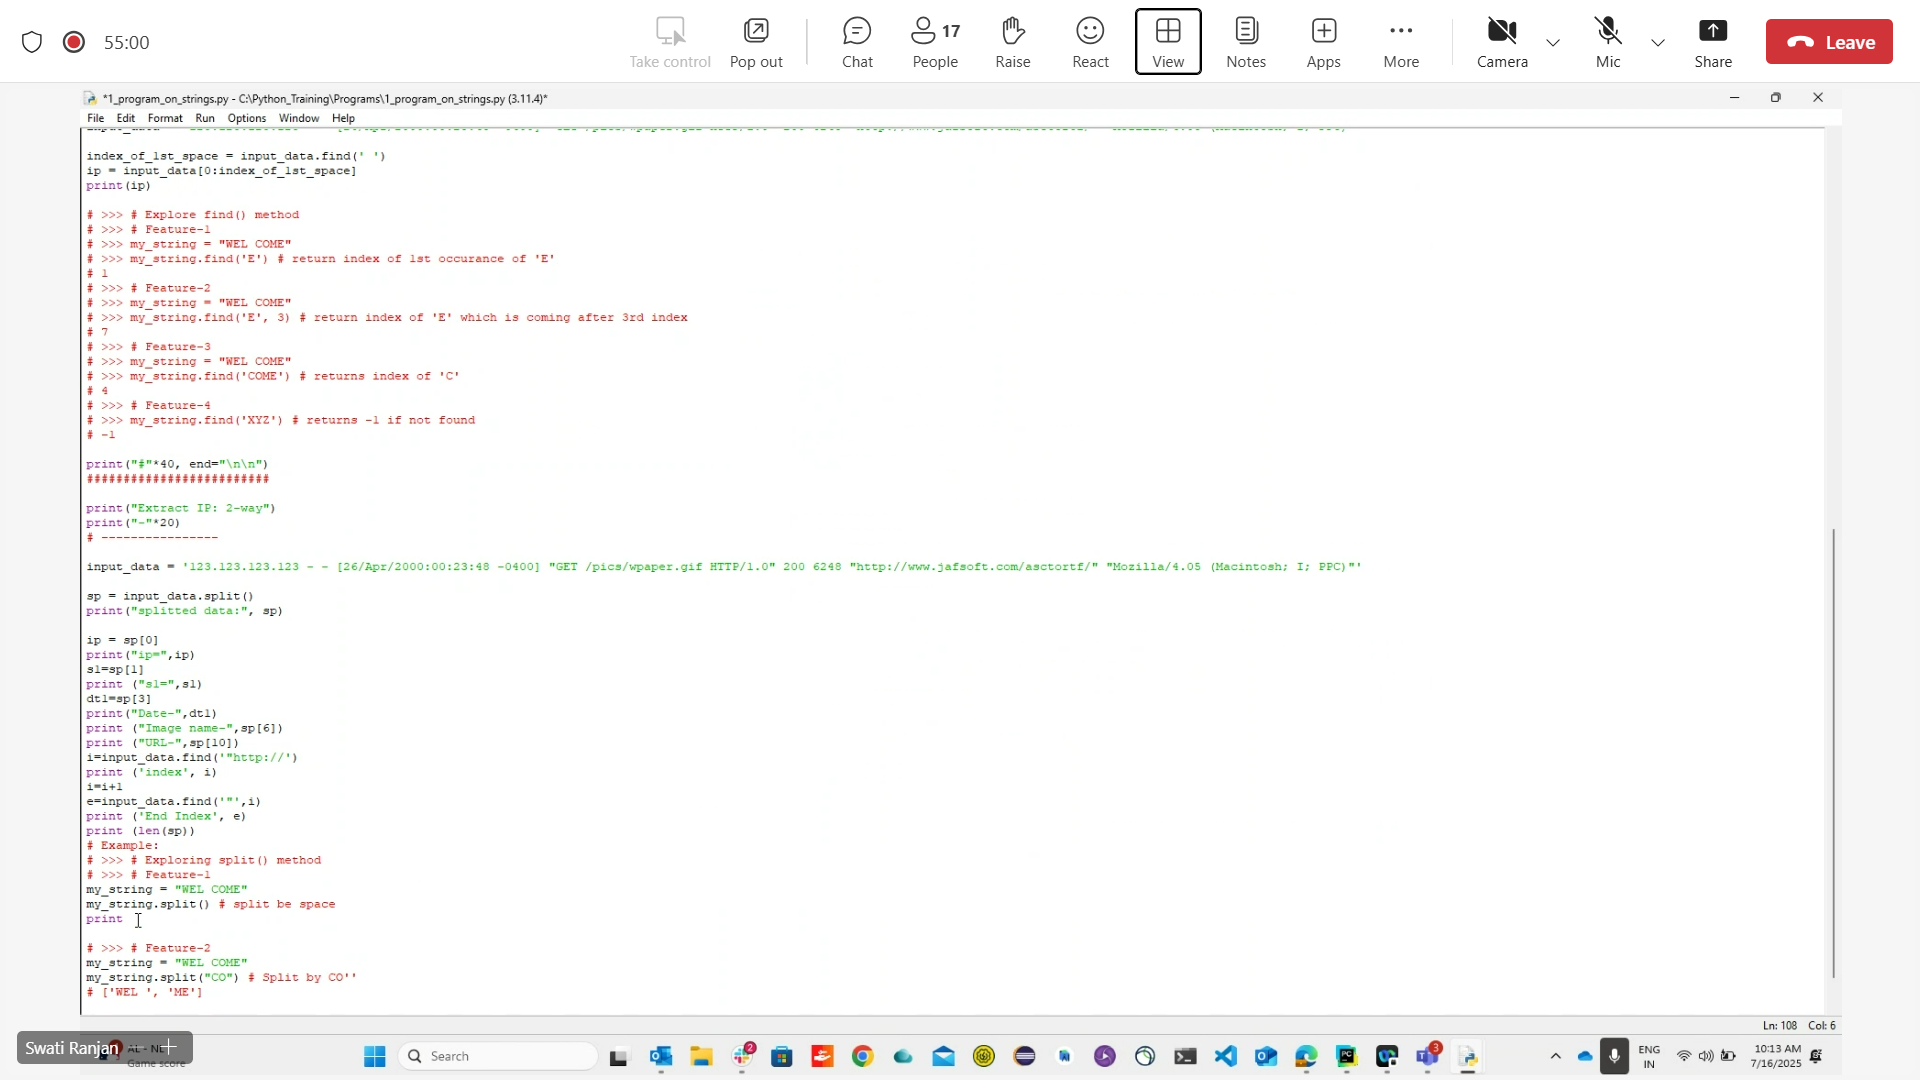 55:00
Take control
Pop out
Chat
17
People
Raise
React
View
Notes
Apps
More
Camera
Mic
Share
Leave
*1_program_on_strings.py - C:\Python_Training\Programs\1_program_on_strings.py (3.11.4)*
File Edit Format Run Options Window Help
index_of_1st_space = input_data.find(' ')
ip = input_data[0:index_of_1st_space]
print(ip)
# >>> # Explore find() method
# >>> # Feature-1
# >>> my_string = "WEL COME"
# >>> my_string.find('E') # return index of 1st occurance of 'E'
# 1
# >>> # Feature-2
# >>> my_string = "WEL COME"
# >>> my_string.find('E', 3) # return index of 'E' which is coming after 3rd index
# 7
# >>> # Feature-3
# >>> my_string = "WEL COME"
# >>> my_string.find('COME') # returns index of 'C'
# 4
# >>> # Feature-4
# >>> my_string.find('XYZ') # returns -1 if not found
# -1
print("#"*40, end="\n\n")
#########################
print("Extract IP: 2-way")
print("-"*20)
# ----------------
input_data = '123.123.123.123 - - [26/Apr/2000:00:23:48 -0400] "GET /pics/wpaper.gif HTTP/1.0" 200 6248 "http://www.jafsoft.com/asctortf/" "Mozilla/4.05 (Macintosh; I; PPC)"'
sp = input_data.split()
print("splitted data:", sp)
ip = sp[0]
print("ip=",ip)
s1=sp[1]
print ("s1=",s1)
dt1=sp[3]
print("Date-",dt1)
print ("Image name-",sp[6])
print ("URL-",sp[10])
i=input_data.find('"http://')
print ('index', i)
i=i+1
e=input_data.find('"',i)
print ('End Index', e)
print (len(sp))
# Example:
# >>> # Exploring split() method
# >>> # Feature-1
my_string = "WEL COME"
my_string.split() # split be space
print
# >>> # Feature-2
my_string = "WEL COME"
my_string.split("CO") # Split by CO''
# ['WEL ', 'ME']
Ln: 108 Col: 6
Swati Ranjan
Game score
Search
2
3
ENG
IN
10:13 AM
7/16/2025